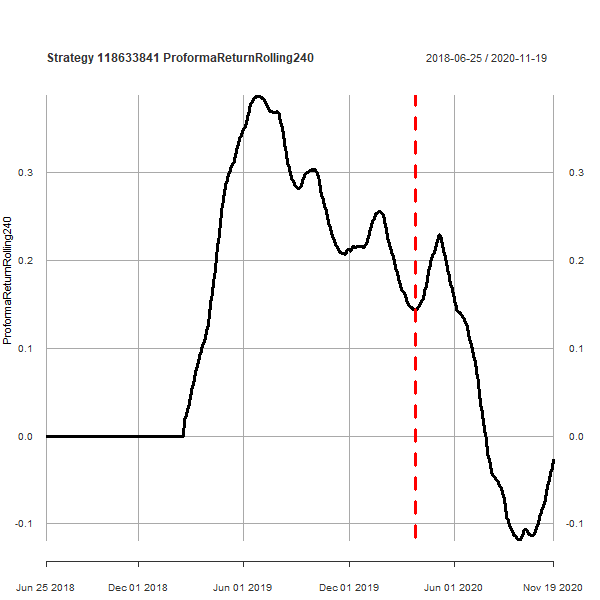 Strategy 118633841 ProformaReturnRolling240
2018-06-25 / 2020-11-19
ProformaReturnRolling240
0.3
0.2
0.1
0.0
-0.1
0.3
0.2
0.1
0.0
-0.1
Jun 25 2018
Dec 01 2018
Jun 01 2019
Dec 01 2019
Jun 01 2020
Nov 19 2020